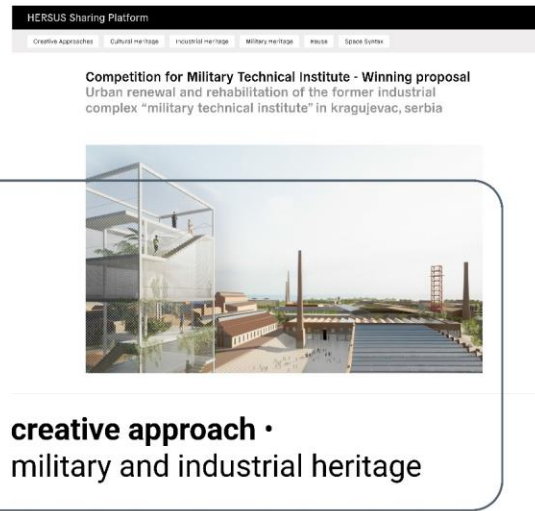 HERSUS Sharing Platform
Creative Approaches Cultural Heritage Industrial Heritage Military Heritage Reuse Space Syntax
Competition for Military Technical Institute - Winning proposal
Urban renewal and rehabilitation of the former industrial
complex “military technical institute” in kragujevac, serbia
creative approach ·
military and industrial heritage